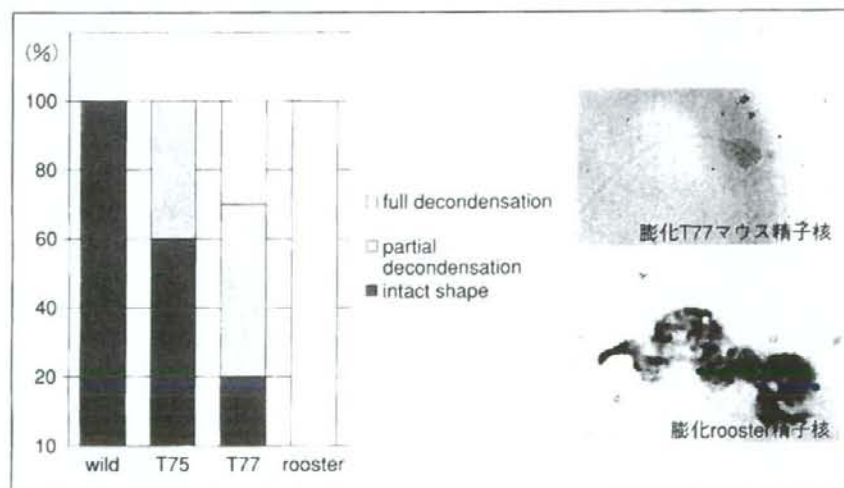 (%)
100
80
60
40
20
10
wild T75 T77 rooster
full decondensation
partial
decondensation
intact shape
膨化T77マウス精子核
膨化rooster精子核